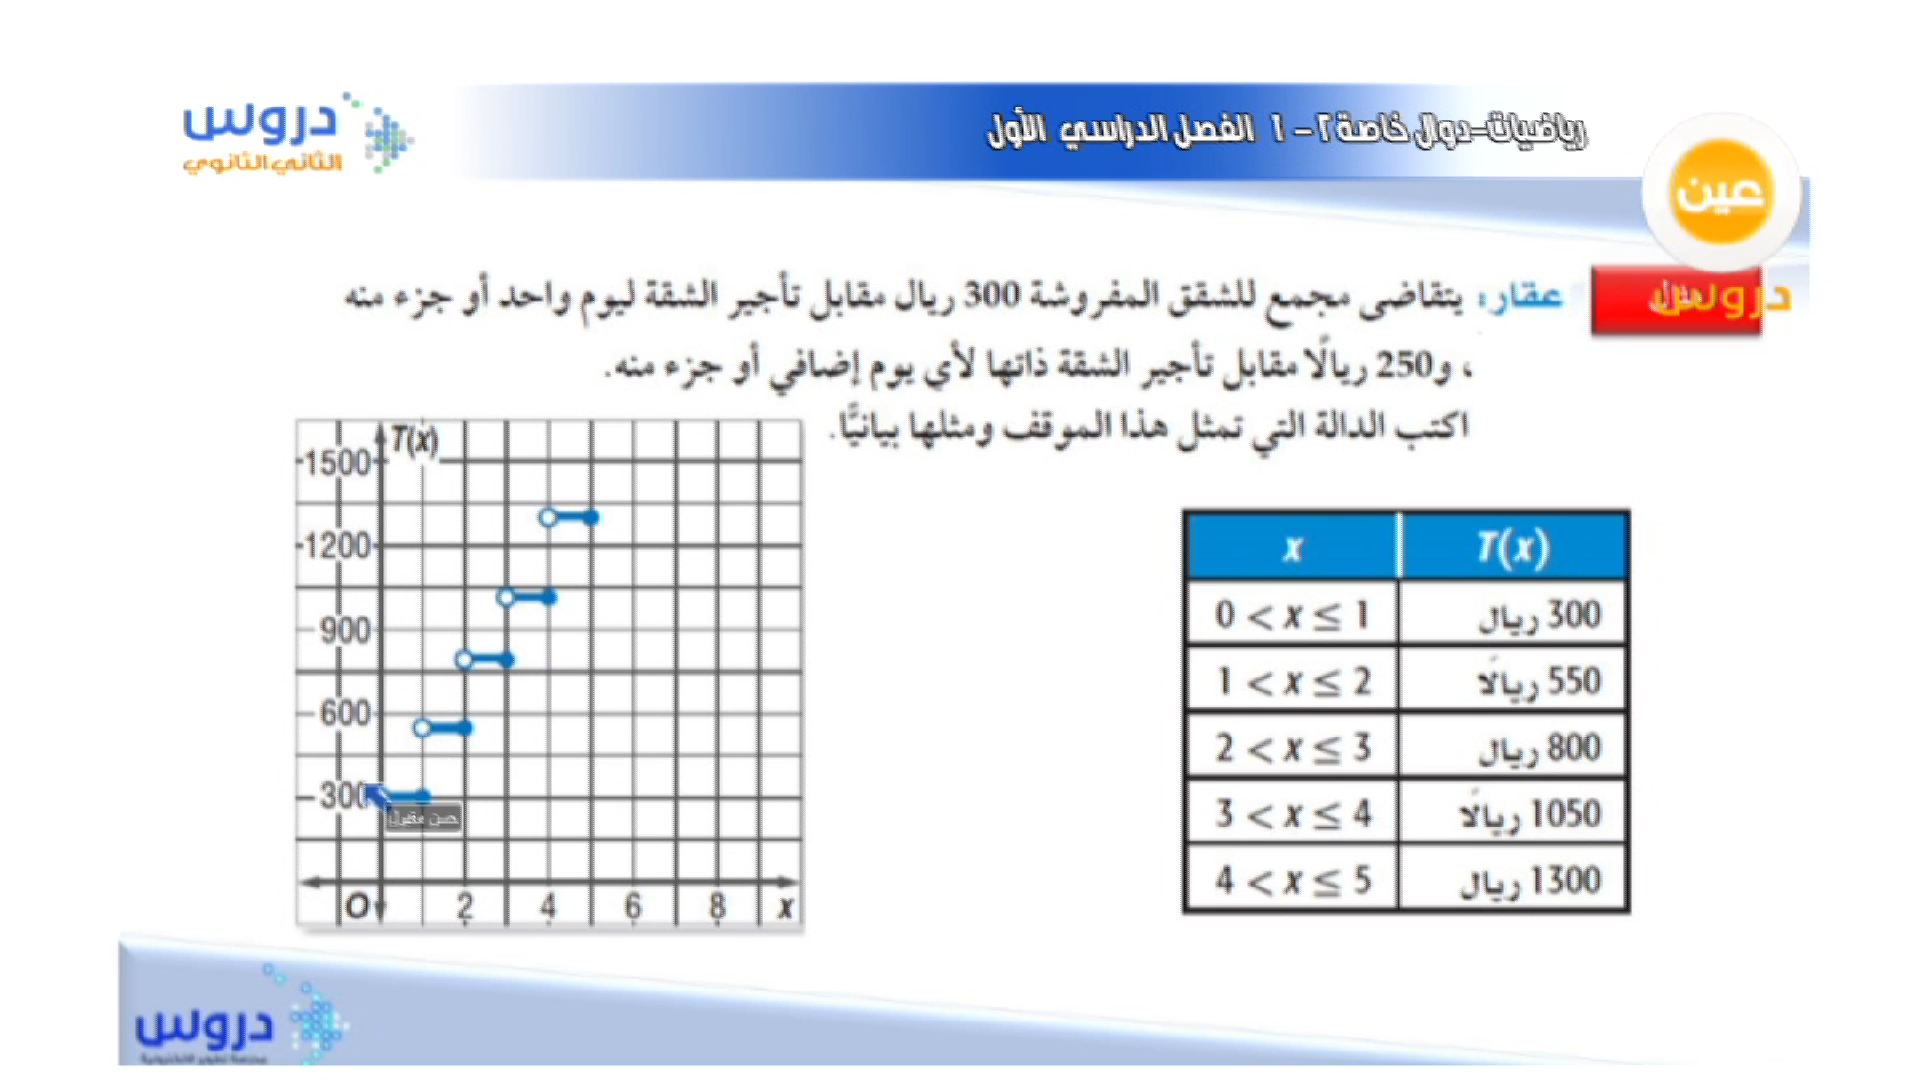 رياضيات-دوال خاصة ٢ - ١ الفصل الدراسي الأول
دروس
الثاني الثانوي
عين
دروس
عقار: يتقاضى مجمع للشقق المفروشة 300 ريال مقابل تأجير الشقة ليوم واحد أو جزء منه
، و250 ريالًا مقابل تأجير الشقة ذاتها لأي يوم إضافي أو جزء منه.
اكتب الدالة التي تمثل هذا الموقف ومثلها بيانيًّا.
T(x)
1500
1200
900
600
300
O 2 4 6 8 x
x T(x)
0 < x ≤ 1 300 ريال
1 < x ≤ 2 550 ريالًا
2 < x ≤ 3 800 ريال
3 < x ≤ 4 1050 ريالًا
4 < x ≤ 5 1300 ريال
دروس